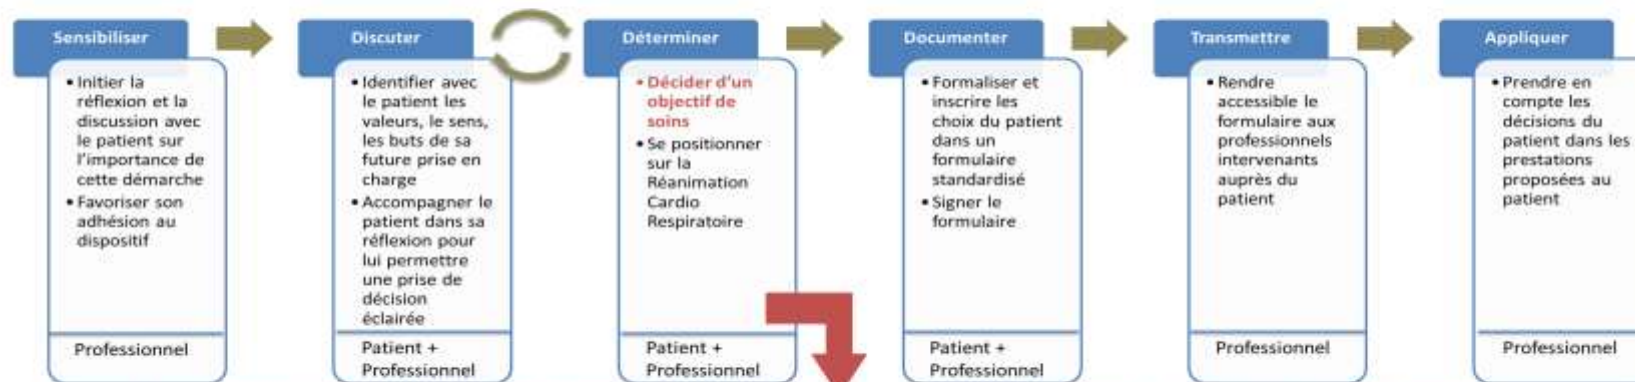 Sensibiliser
• Initier la
réflexion et la
discussion avec
le patient sur
l'importance de
cette démarche
• Favoriser son
adhésion au
dispositif
Professionnel
Discuter
• Identifier avec
le patient les
valeurs, le sens,
les buts de sa
future prise en
charge
• Accompagner le
patient dans sa
réflexion pour
lui permettre
une prise de
décision
éclairée
Patient +
Professionnel
Déterminer
• Décider d'un
objectif de
soins
• Se positionner
sur la
Réanimation
Cardio
Respiratoire
Patient +
Professionnel
Documenter
• Formaliser et
inscrire les
choix du patient
dans un
formulaire
standardisé
• Signer le
formulaire
Patient +
Professionnel
Transmettre
• Rendre
accessible le
formulaire aux
professionnels
intervenants
auprès du
patient
Professionnel
Appliquer
• Prendre en
compte les
décisions du
patient dans les
prestations
proposées au
patient
Professionnel